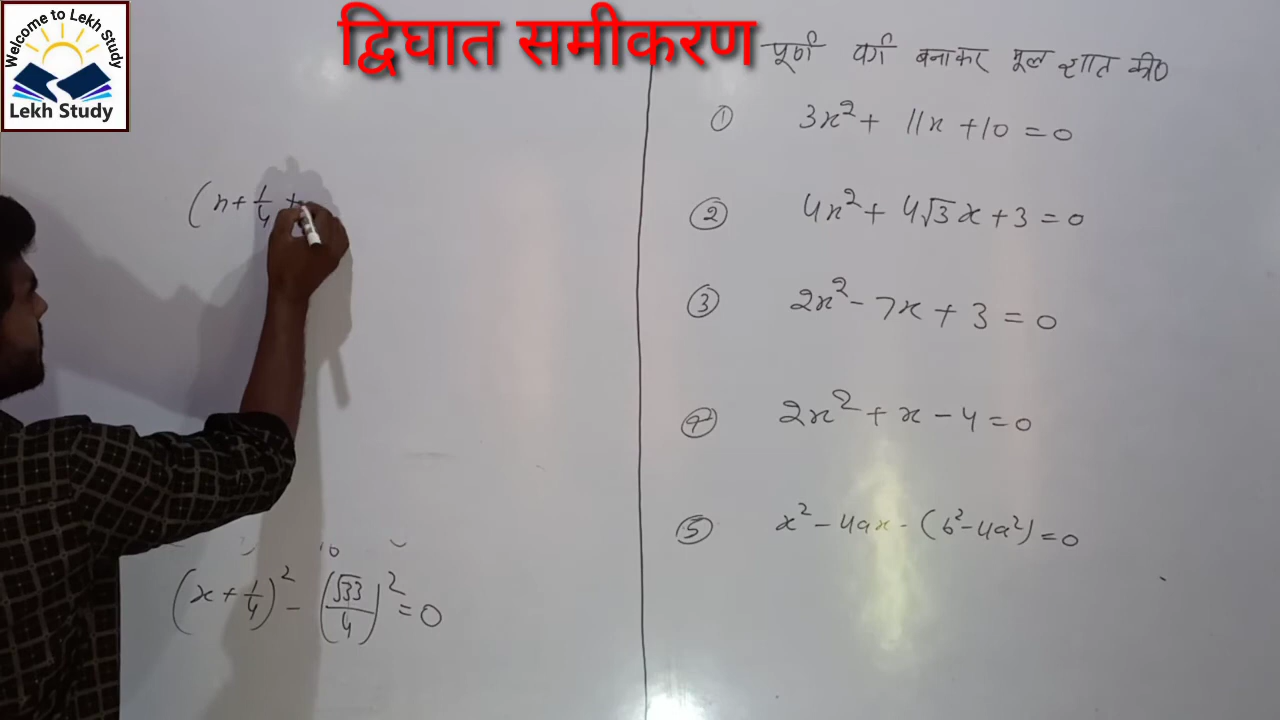 Welcome to Lekh Study
Lekh Study
द्विघात समीकरण
पूर्ण वर्ग बनाकर मूल ज्ञात की०
① 3x² + 11x + 10 = 0
② 4x² + 4√3x + 3 = 0
③ 2x² - 7x + 3 = 0
④ 2x² + x - 4 = 0
⑤ x² - 4ax - (b² - 4a²) = 0
(x + 1/4 +
(x + 1/4)² - (√33/4)² = 0